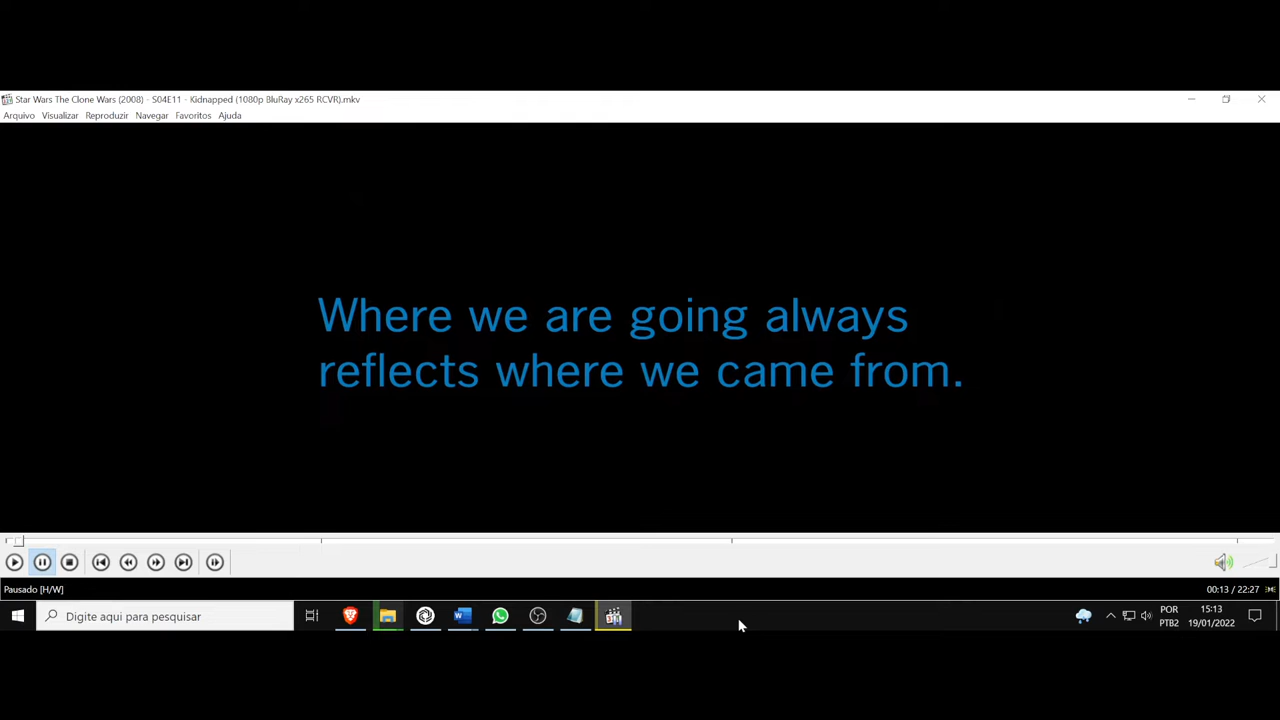 Star Wars The Clone Wars (2008) - S04E11 - Kidnapped (1080p BluRay x265 RCVR).mkv
Arquivo Visualizar Reproduzir Navegar Favoritos Ajuda
Where we are going always
reflects where we came from.
Pausado [H/W]
00:13 / 22:27
Digite aqui para pesquisar
POR
PTB2
15:13
19/01/2022